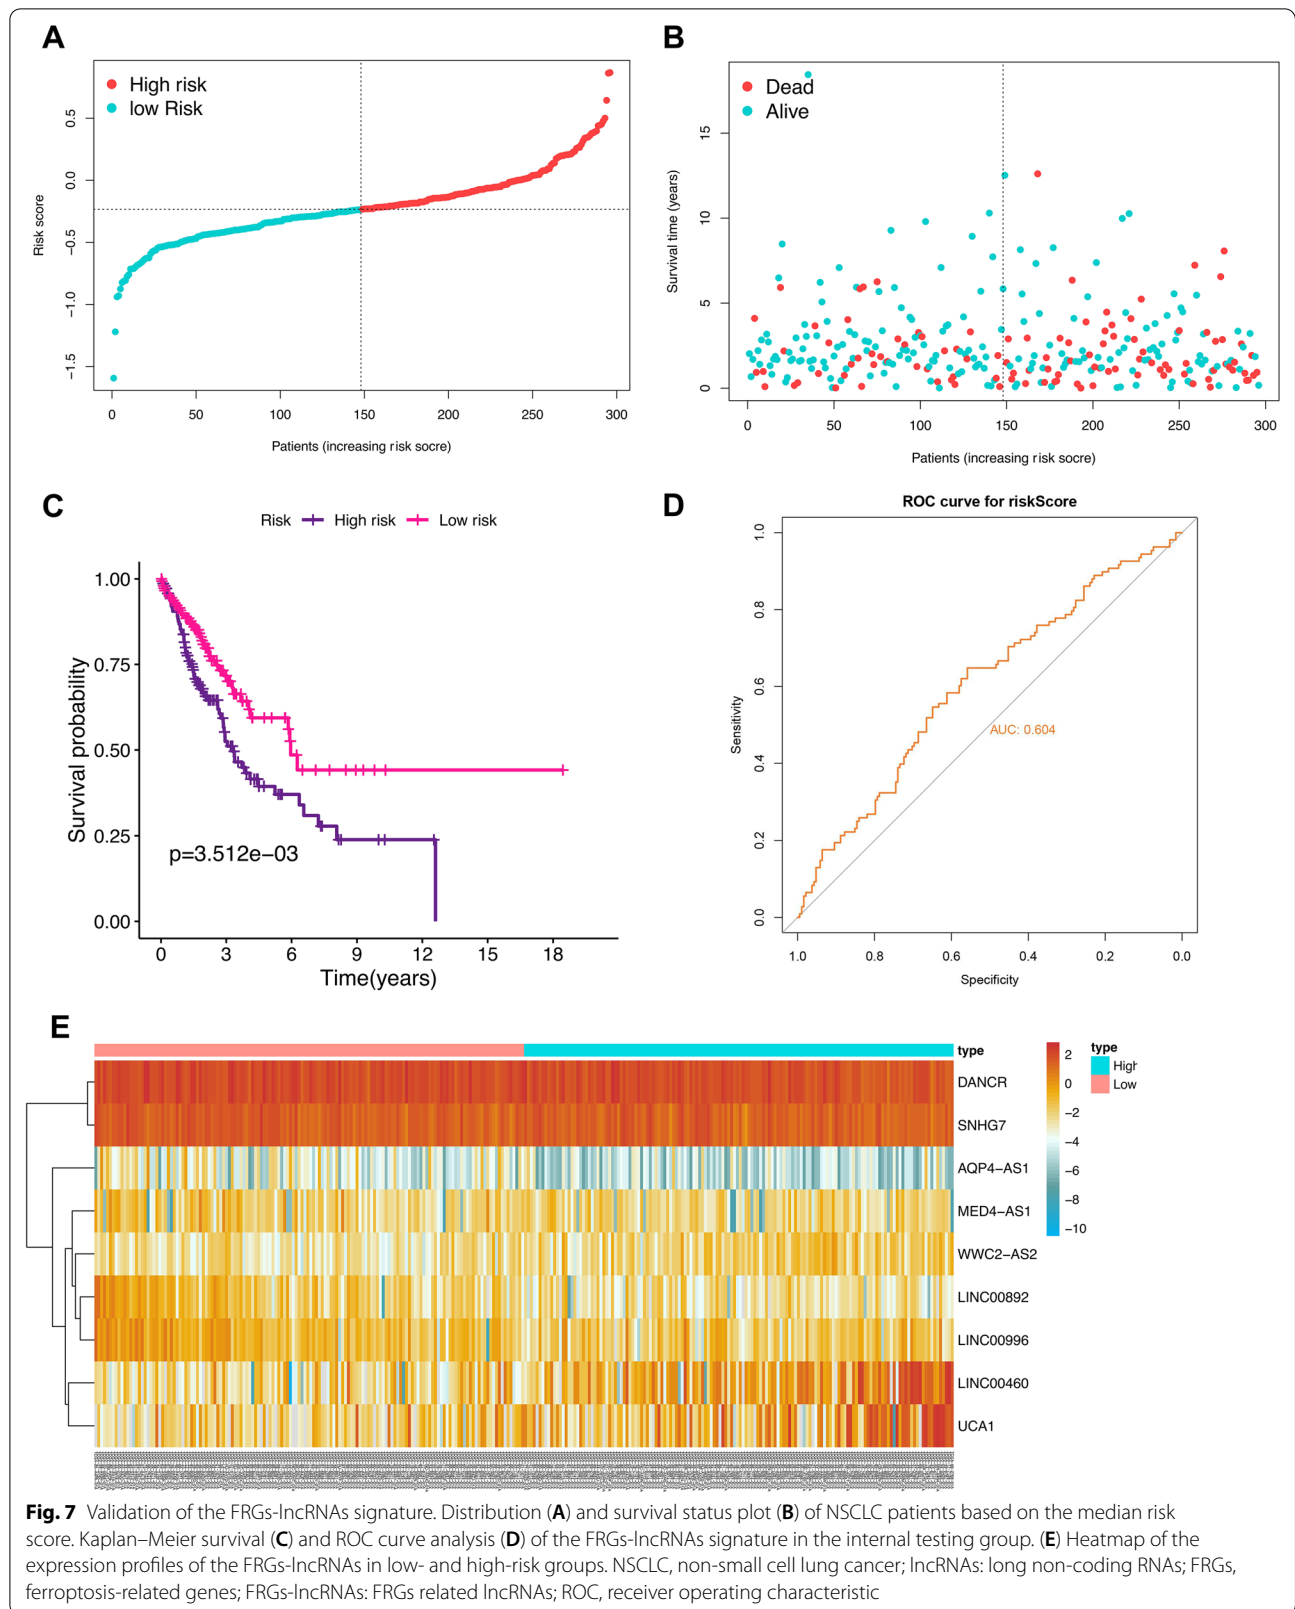 A
High risk
low Risk
Risk score
0.5
0.0
−0.5
−1.0
−1.5
0 50 100 150 200 250 300
Patients (increasing risk socre)
B
Dead
Alive
Survival time (years)
15
10
5
0
0 50 100 150 200 250 300
Patients (increasing risk socre)
C
Risk High risk Low risk
Survival probability
1.00
0.75
0.50
0.25
0.00
p=3.512e−03
0 3 6 9 12 15 18
Time(years)
D
ROC curve for riskScore
Sensitivity
1.0
0.8
0.6
0.4
0.2
0.0
AUC: 0.604
1.0 0.8 0.6 0.4 0.2 0.0
Specificity
E
type
DANCR
SNHG7
AQP4−AS1
MED4−AS1
WWC2−AS2
LINC00892
LINC00996
LINC00460
UCA1
2
0
−2
−4
−6
−8
−10
type
High
Low
Fig. 7 Validation of the FRGs-lncRNAs signature. Distribution (A) and survival status plot (B) of NSCLC patients based on the median risk
score. Kaplan–Meier survival (C) and ROC curve analysis (D) of the FRGs-lncRNAs signature in the internal testing group. (E) Heatmap of the
expression profiles of the FRGs-lncRNAs in low- and high-risk groups. NSCLC, non-small cell lung cancer; lncRNAs: long non-coding RNAs; FRGs,
ferroptosis-related genes; FRGs-lncRNAs: FRGs related lncRNAs; ROC, receiver operating characteristic